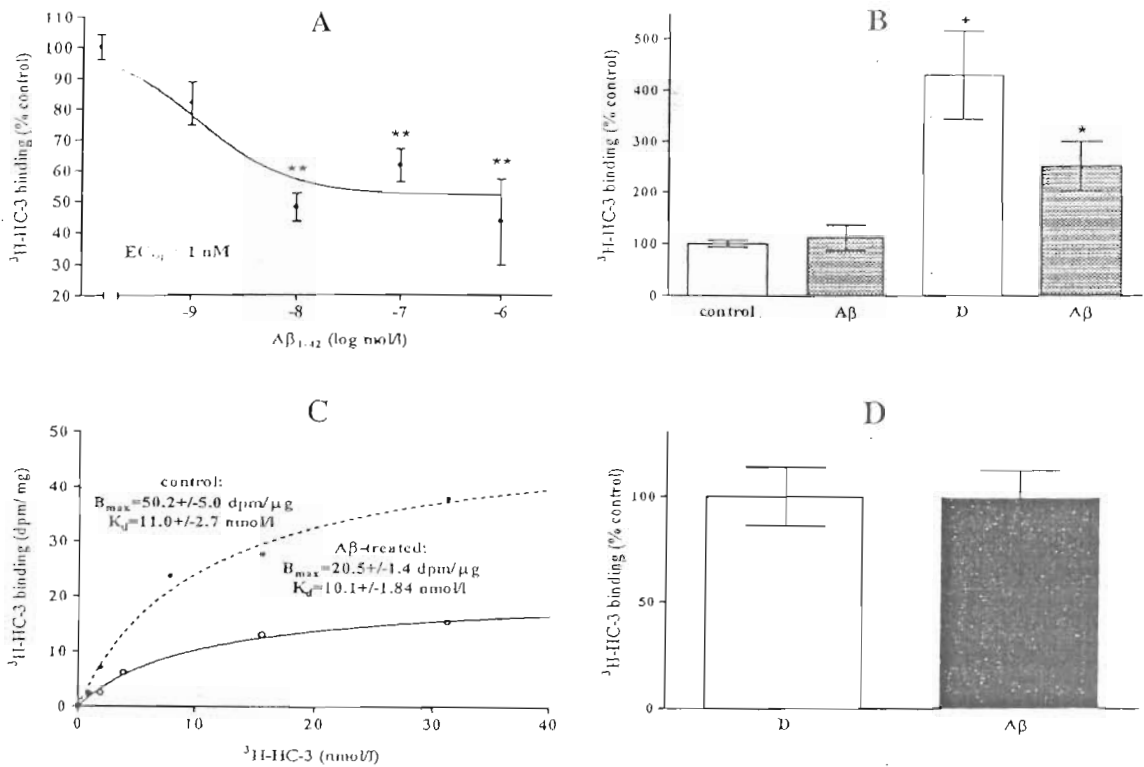 A
³H-HC-3 binding (% control)
110
100
90
80
70
60
50
40
30
20
**
**
**
1 nM
-9
-8
-7
-6
Aβ₁₋₄₂ (log mol/l)
B
³H-HC-3 binding (% control)
500
400
300
200
100
0
+
*
control
Aβ
D
Aβ
C
³H-HC-3 binding (dpm/mg)
50
40
30
20
10
0
control:
Bmax=50.2+/-5.0 dpm/µg
Kd=11.0+/-2.7 nmol/l
Aβ-treated:
Bmax=20.5+/-1.4 dpm/µg
Kd=10.1+/-1.84 nmol/l
0
10
20
30
40
³H-HC-3 (nmol/l)
D
³H-HC-3 binding (% control)
100
50
0
D
Aβ